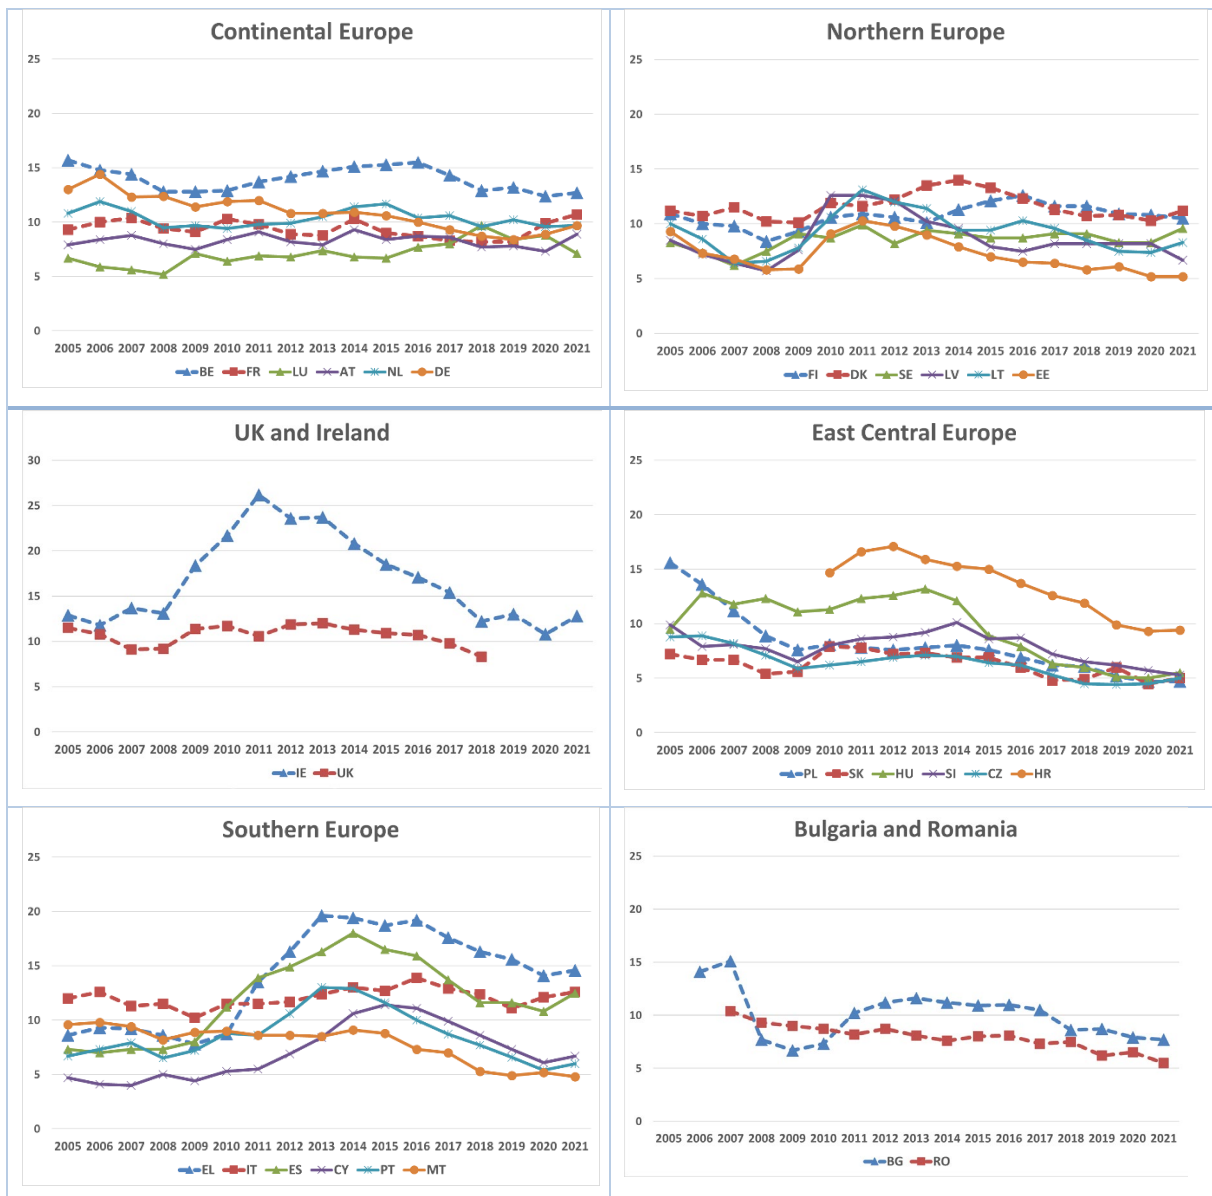 Continental Europe
25
20
15
10
5
0
2005 2006 2007 2008 2009 2010 2011 2012 2013 2014 2015 2016 2017 2018 2019 2020 2021
BE FR LU AT NL DE
Northern Europe
25
20
15
10
5
0
2005 2006 2007 2008 2009 2010 2011 2012 2013 2014 2015 2016 2017 2018 2019 2020 2021
FI DK SE LV LT EE
UK and Ireland
30
25
20
15
10
5
0
2005 2006 2007 2008 2009 2010 2011 2012 2013 2014 2015 2016 2017 2018 2019 2020 2021
IE UK
East Central Europe
25
20
15
10
5
0
2005 2006 2007 2008 2009 2010 2011 2012 2013 2014 2015 2016 2017 2018 2019 2020 2021
PL SK HU SI CZ HR
Southern Europe
25
20
15
10
5
0
2005 2006 2007 2008 2009 2010 2011 2012 2013 2014 2015 2016 2017 2018 2019 2020 2021
EL IT ES CY PT MT
Bulgaria and Romania
25
20
15
10
5
0
2005 2006 2007 2008 2009 2010 2011 2012 2013 2014 2015 2016 2017 2018 2019 2020 2021
BG RO